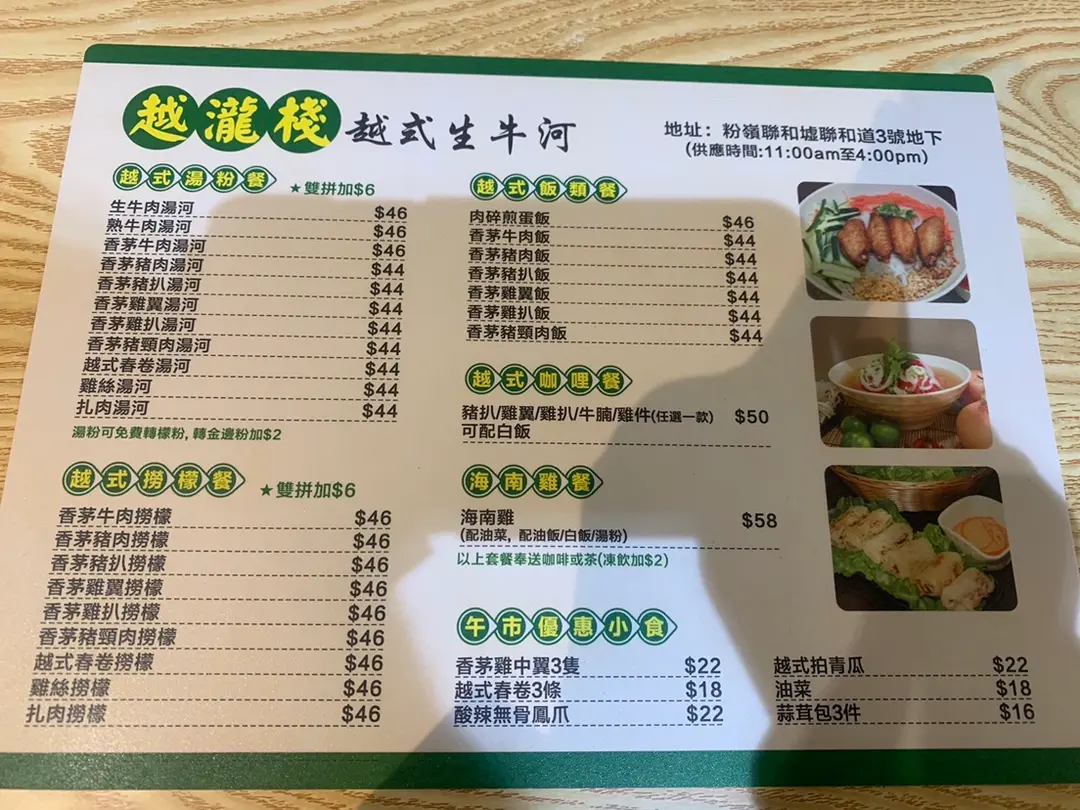 越瀧棧 越式生牛河
地址：粉嶺聯和墟聯和道3號地下
(供應時間:11:00am至4:00pm)
越式湯粉餐 ★雙拼加$6
生牛肉湯河 $46
熟牛肉湯河 $46
香茅牛肉湯河 $46
香茅豬肉湯河 $44
香茅豬扒湯河 $44
香茅雞翼湯河 $44
香茅雞扒湯河 $44
香茅豬頸肉湯河 $44
越式春卷湯河 $44
雞絲湯河 $44
扎肉湯河 $44
湯粉可免費轉檬粉, 轉金邊粉加$2
越式撈檬餐 ★雙拼加$6
香茅牛肉撈檬 $46
香茅豬肉撈檬 $46
香茅豬扒撈檬 $46
香茅雞翼撈檬 $46
香茅雞扒撈檬 $46
香茅豬頸肉撈檬 $46
越式春卷撈檬 $46
雞絲撈檬 $46
扎肉撈檬 $46
越式飯類餐
肉碎煎蛋飯 $46
香茅牛肉飯 $44
香茅豬肉飯 $44
香茅豬扒飯 $44
香茅雞翼飯 $44
香茅雞扒飯 $44
香茅豬頸肉飯 $44
越式咖哩餐
豬扒/雞翼/雞扒/牛腩/雞件(任選一款) $50
可配白飯
海南雞餐
海南雞 $58
(配油菜, 配油飯/白飯/湯粉)
以上套餐奉送咖啡或茶(凍飲加$2)
午市優惠小食
香茅雞中翼3隻 $22
越式春卷3條 $18
酸辣無骨鳳爪 $22
越式拍青瓜 $22
油菜 $18
蒜茸包3件 $16